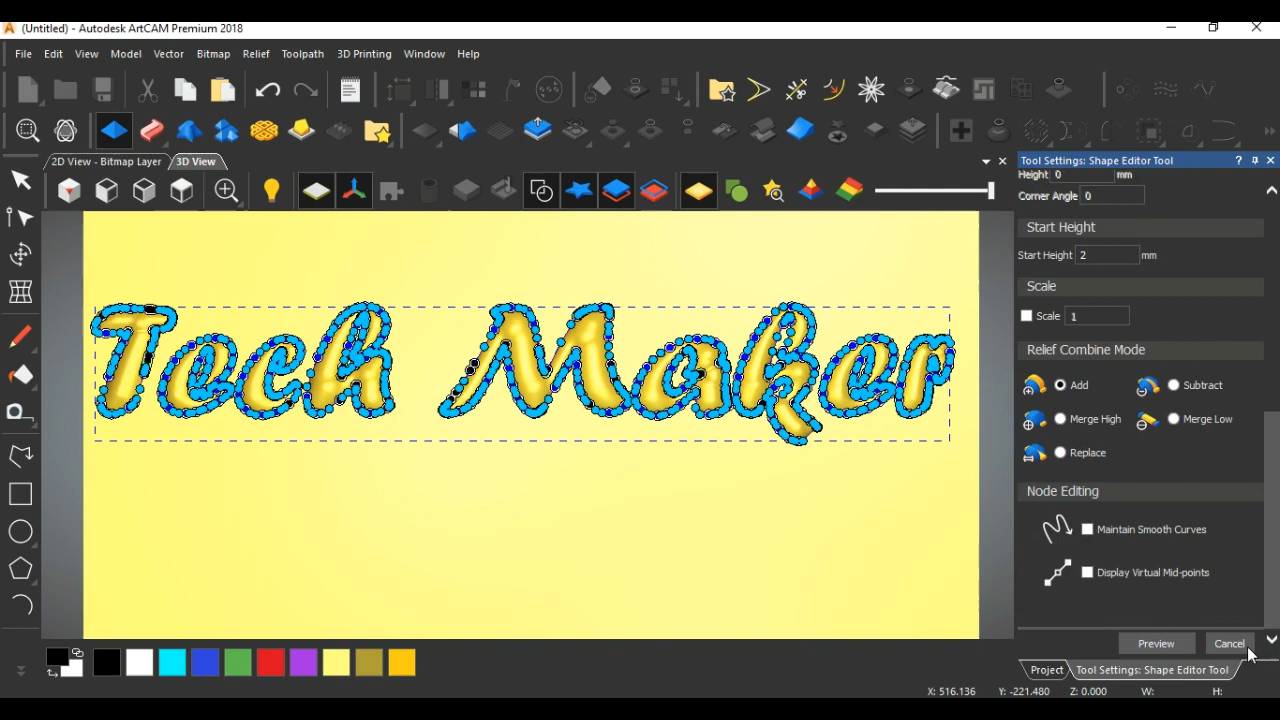 (Untitled) - Autodesk ArtCAM Premium 2018
File Edit View Model Vector Bitmap Relief Toolpath 3D Printing Window Help
2D View - Bitmap Layer 3D View
Tool Settings: Shape Editor Tool
Height 0 mm
Corner Angle 0
Start Height
Start Height 2 mm
Scale
Scale 1
Relief Combine Mode
Add Subtract
Merge High Merge Low
Replace
Node Editing
Maintain Smooth Curves
Display Virtual Mid-points
Tech Maker
Preview Cancel
Project Tool Settings: Shape Editor Tool
X: 516.136 Y: -221.480 Z: 0.000 W: H: